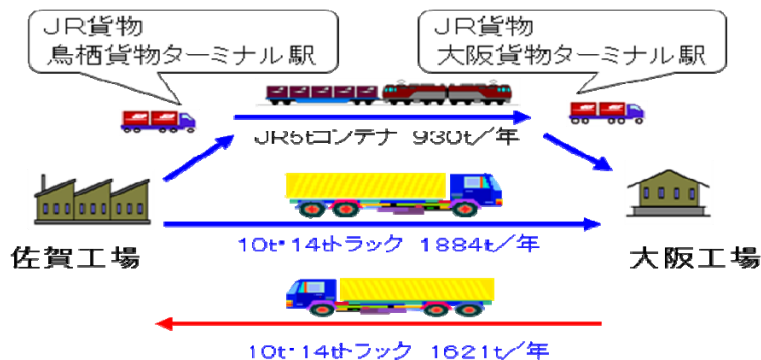 JR貨物
鳥栖貨物ターミナル駅
JR貨物
大阪貨物ターミナル駅
JR5tコンテナ 930t/年
佐賀工場
10t・14tトラック 1884t/年
大阪工場
10t・14tトラック 1621t/年